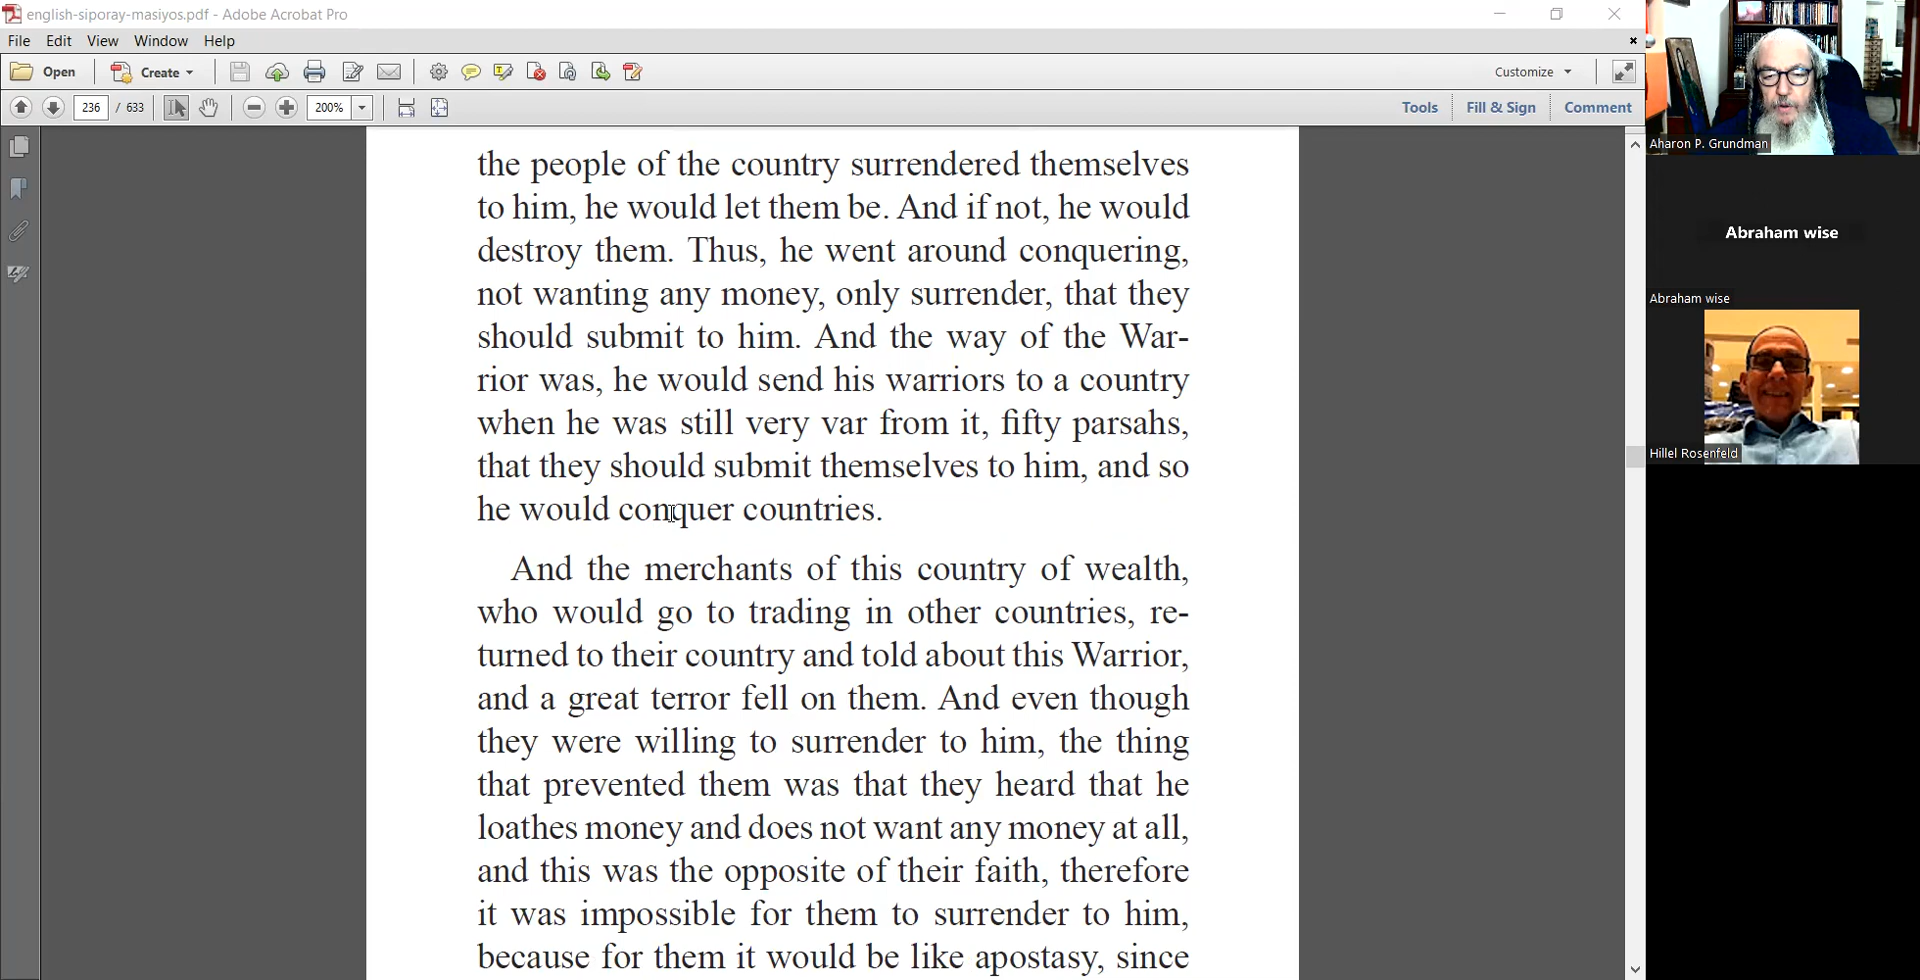 english-siporay-masiyos.pdf - Adobe Acrobat Pro
File Edit View Window Help
Open Create Customize
236 / 633 200% Tools Fill & Sign Comment
the people of the country surrendered themselves
to him, he would let them be. And if not, he would
destroy them. Thus, he went around conquering,
not wanting any money, only surrender, that they
should submit to him. And the way of the War-
rior was, he would send his warriors to a country
when he was still very var from it, fifty parsahs,
that they should submit themselves to him, and so
he would conquer countries.
And the merchants of this country of wealth,
who would go to trading in other countries, re-
turned to their country and told about this Warrior,
and a great terror fell on them. And even though
they were willing to surrender to him, the thing
that prevented them was that they heard that he
loathes money and does not want any money at all,
and this was the opposite of their faith, therefore
it was impossible for them to surrender to him,
because for them it would be like apostasy, since
Aharon P. Grundman
Abraham wise
Abraham wise
Hillel Rosenfeld